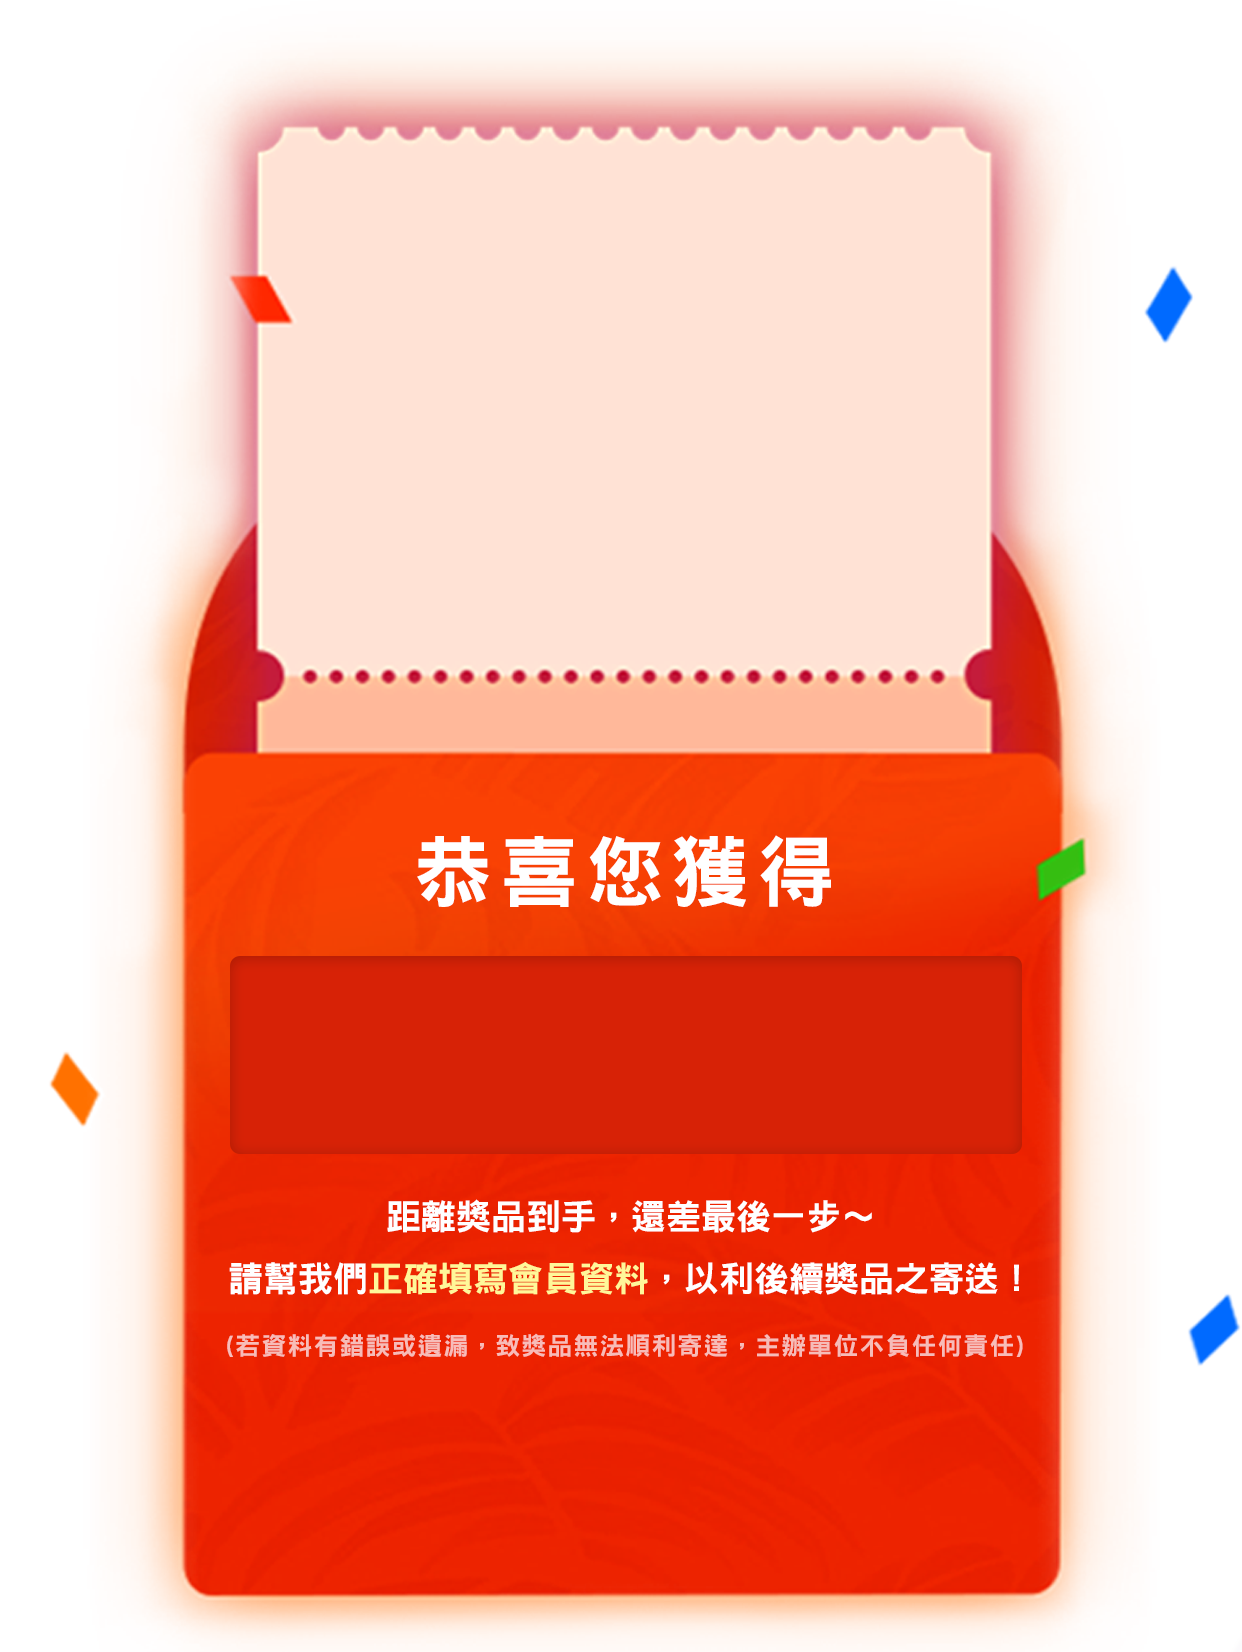 恭喜您獲得
距離獎品到手，還差最後一步～
請幫我們正確填寫會員資料，以利後續獎品之寄送！
(若資料有錯誤或遺漏，致獎品無法順利寄達，主辦單位不負任何責任)